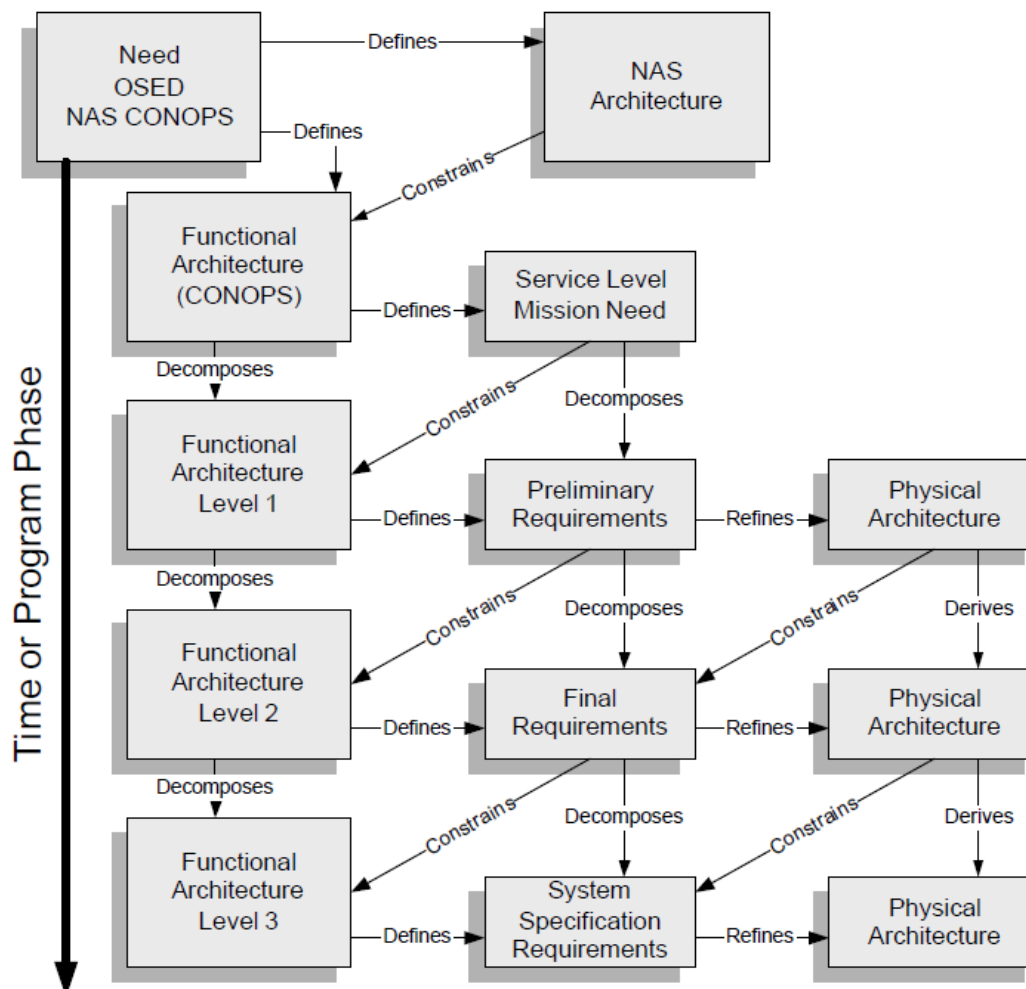 Need
OSED
NAS CONOPS
Defines
NAS
Architecture
Defines
Constrains
Functional
Architecture
(CONOPS)
Defines
Service Level
Mission Need
Decomposes
Constrains
Decomposes
Functional
Architecture
Level 1
Defines
Preliminary
Requirements
Refines
Physical
Architecture
Decomposes
Constrains
Decomposes
Constrains
Derives
Functional
Architecture
Level 2
Defines
Final
Requirements
Refines
Physical
Architecture
Decomposes
Constrains
Decomposes
Constrains
Derives
Functional
Architecture
Level 3
Defines
System
Specification
Requirements
Refines
Physical
Architecture
Time or Program Phase